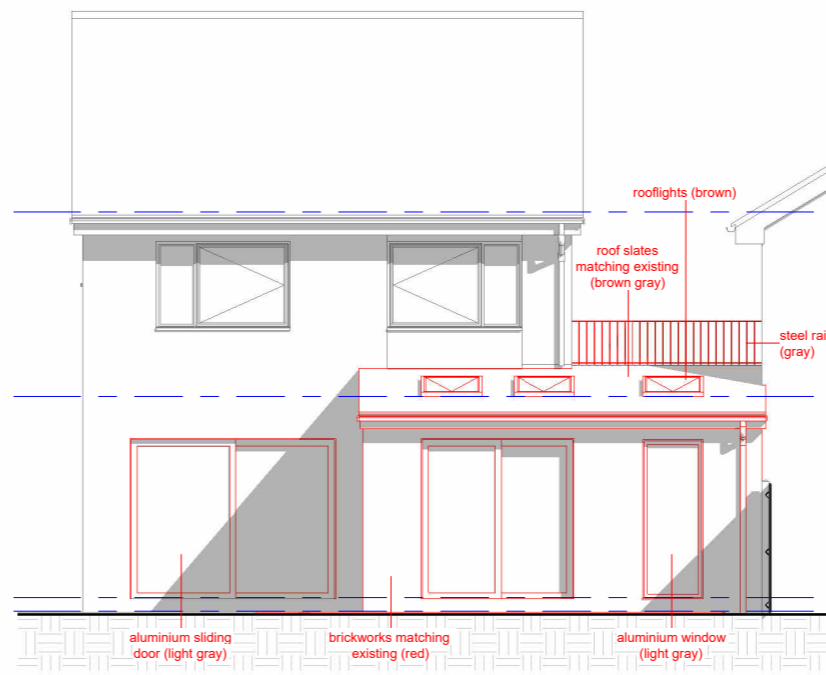 rooflights (brown)
roof slates
matching existing
(brown gray)
steel rai
(gray)
aluminium sliding
door (light gray)
brickworks matching
existing (red)
aluminium window
(light gray)